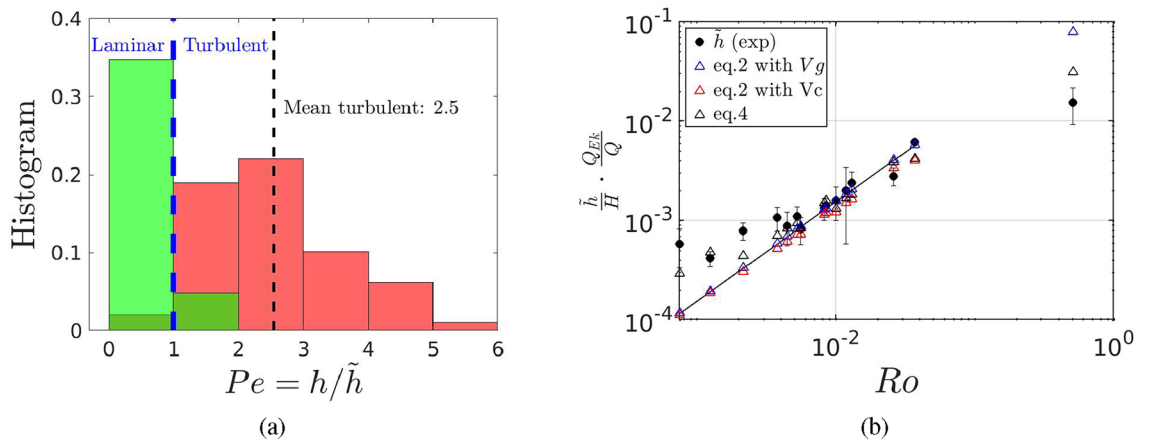 0.4
0.3
0.2
0.1
0
Histogram
Laminar
Turbulent
Mean turbulent: 2.5
0 1 2 3 4 5 6
Pe = h/h̃
(a)
10^-1
10^-2
10^-3
10^-4
h̃/H · Q_Ek/Q
h̃ (exp)
eq.2 with Vg
eq.2 with Vc
eq.4
10^-2 10^0
Ro
(b)